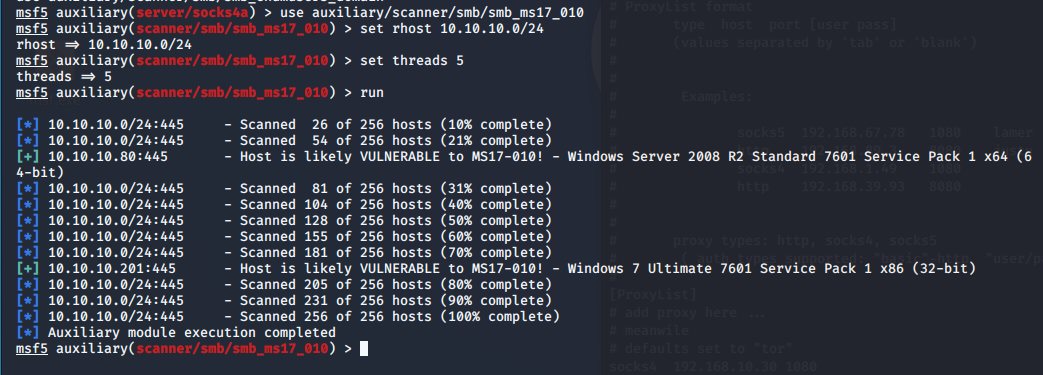 msf5 auxiliary(server/socks4a) > use auxiliary/scanner/smb/smb_ms17_010
msf5 auxiliary(scanner/smb/smb_ms17_010) > set rhost 10.10.10.0/24
rhost => 10.10.10.0/24
msf5 auxiliary(scanner/smb/smb_ms17_010) > set threads 5
threads => 5
msf5 auxiliary(scanner/smb/smb_ms17_010) > run
[*] 10.10.10.0/24:445 - Scanned 26 of 256 hosts (10% complete)
[*] 10.10.10.0/24:445 - Scanned 54 of 256 hosts (21% complete)
[+] 10.10.10.80:445 - Host is likely VULNERABLE to MS17-010! - Windows Server 2008 R2 Standard 7601 Service Pack 1 x64 (6
4-bit)
[*] 10.10.10.0/24:445 - Scanned 81 of 256 hosts (31% complete)
[*] 10.10.10.0/24:445 - Scanned 104 of 256 hosts (40% complete)
[*] 10.10.10.0/24:445 - Scanned 128 of 256 hosts (50% complete)
[*] 10.10.10.0/24:445 - Scanned 155 of 256 hosts (60% complete)
[*] 10.10.10.0/24:445 - Scanned 181 of 256 hosts (70% complete)
[+] 10.10.10.201:445 - Host is likely VULNERABLE to MS17-010! - Windows 7 Ultimate 7601 Service Pack 1 x86 (32-bit)
[*] 10.10.10.0/24:445 - Scanned 205 of 256 hosts (80% complete)
[*] 10.10.10.0/24:445 - Scanned 231 of 256 hosts (90% complete)
[*] 10.10.10.0/24:445 - Scanned 256 of 256 hosts (100% complete)
[*] Auxiliary module execution completed
msf5 auxiliary(scanner/smb/smb_ms17_010) >
# ProxyList format
# type host port [user pass]
# (values separated by 'tab' or 'blank')
#
#
# Examples:
#
# socks5 192.168.67.78 1080 lamer
# socks4 192.168.1.49 1080
# http 192.168.39.93 8080
#
#
# proxy types: http, socks4, socks5
# ( auth types supported: "basic"-http "user/p
[ProxyList]
# add proxy here ...
# meanwile
# defaults set to "tor"
socks4 192.168.10.30 1080